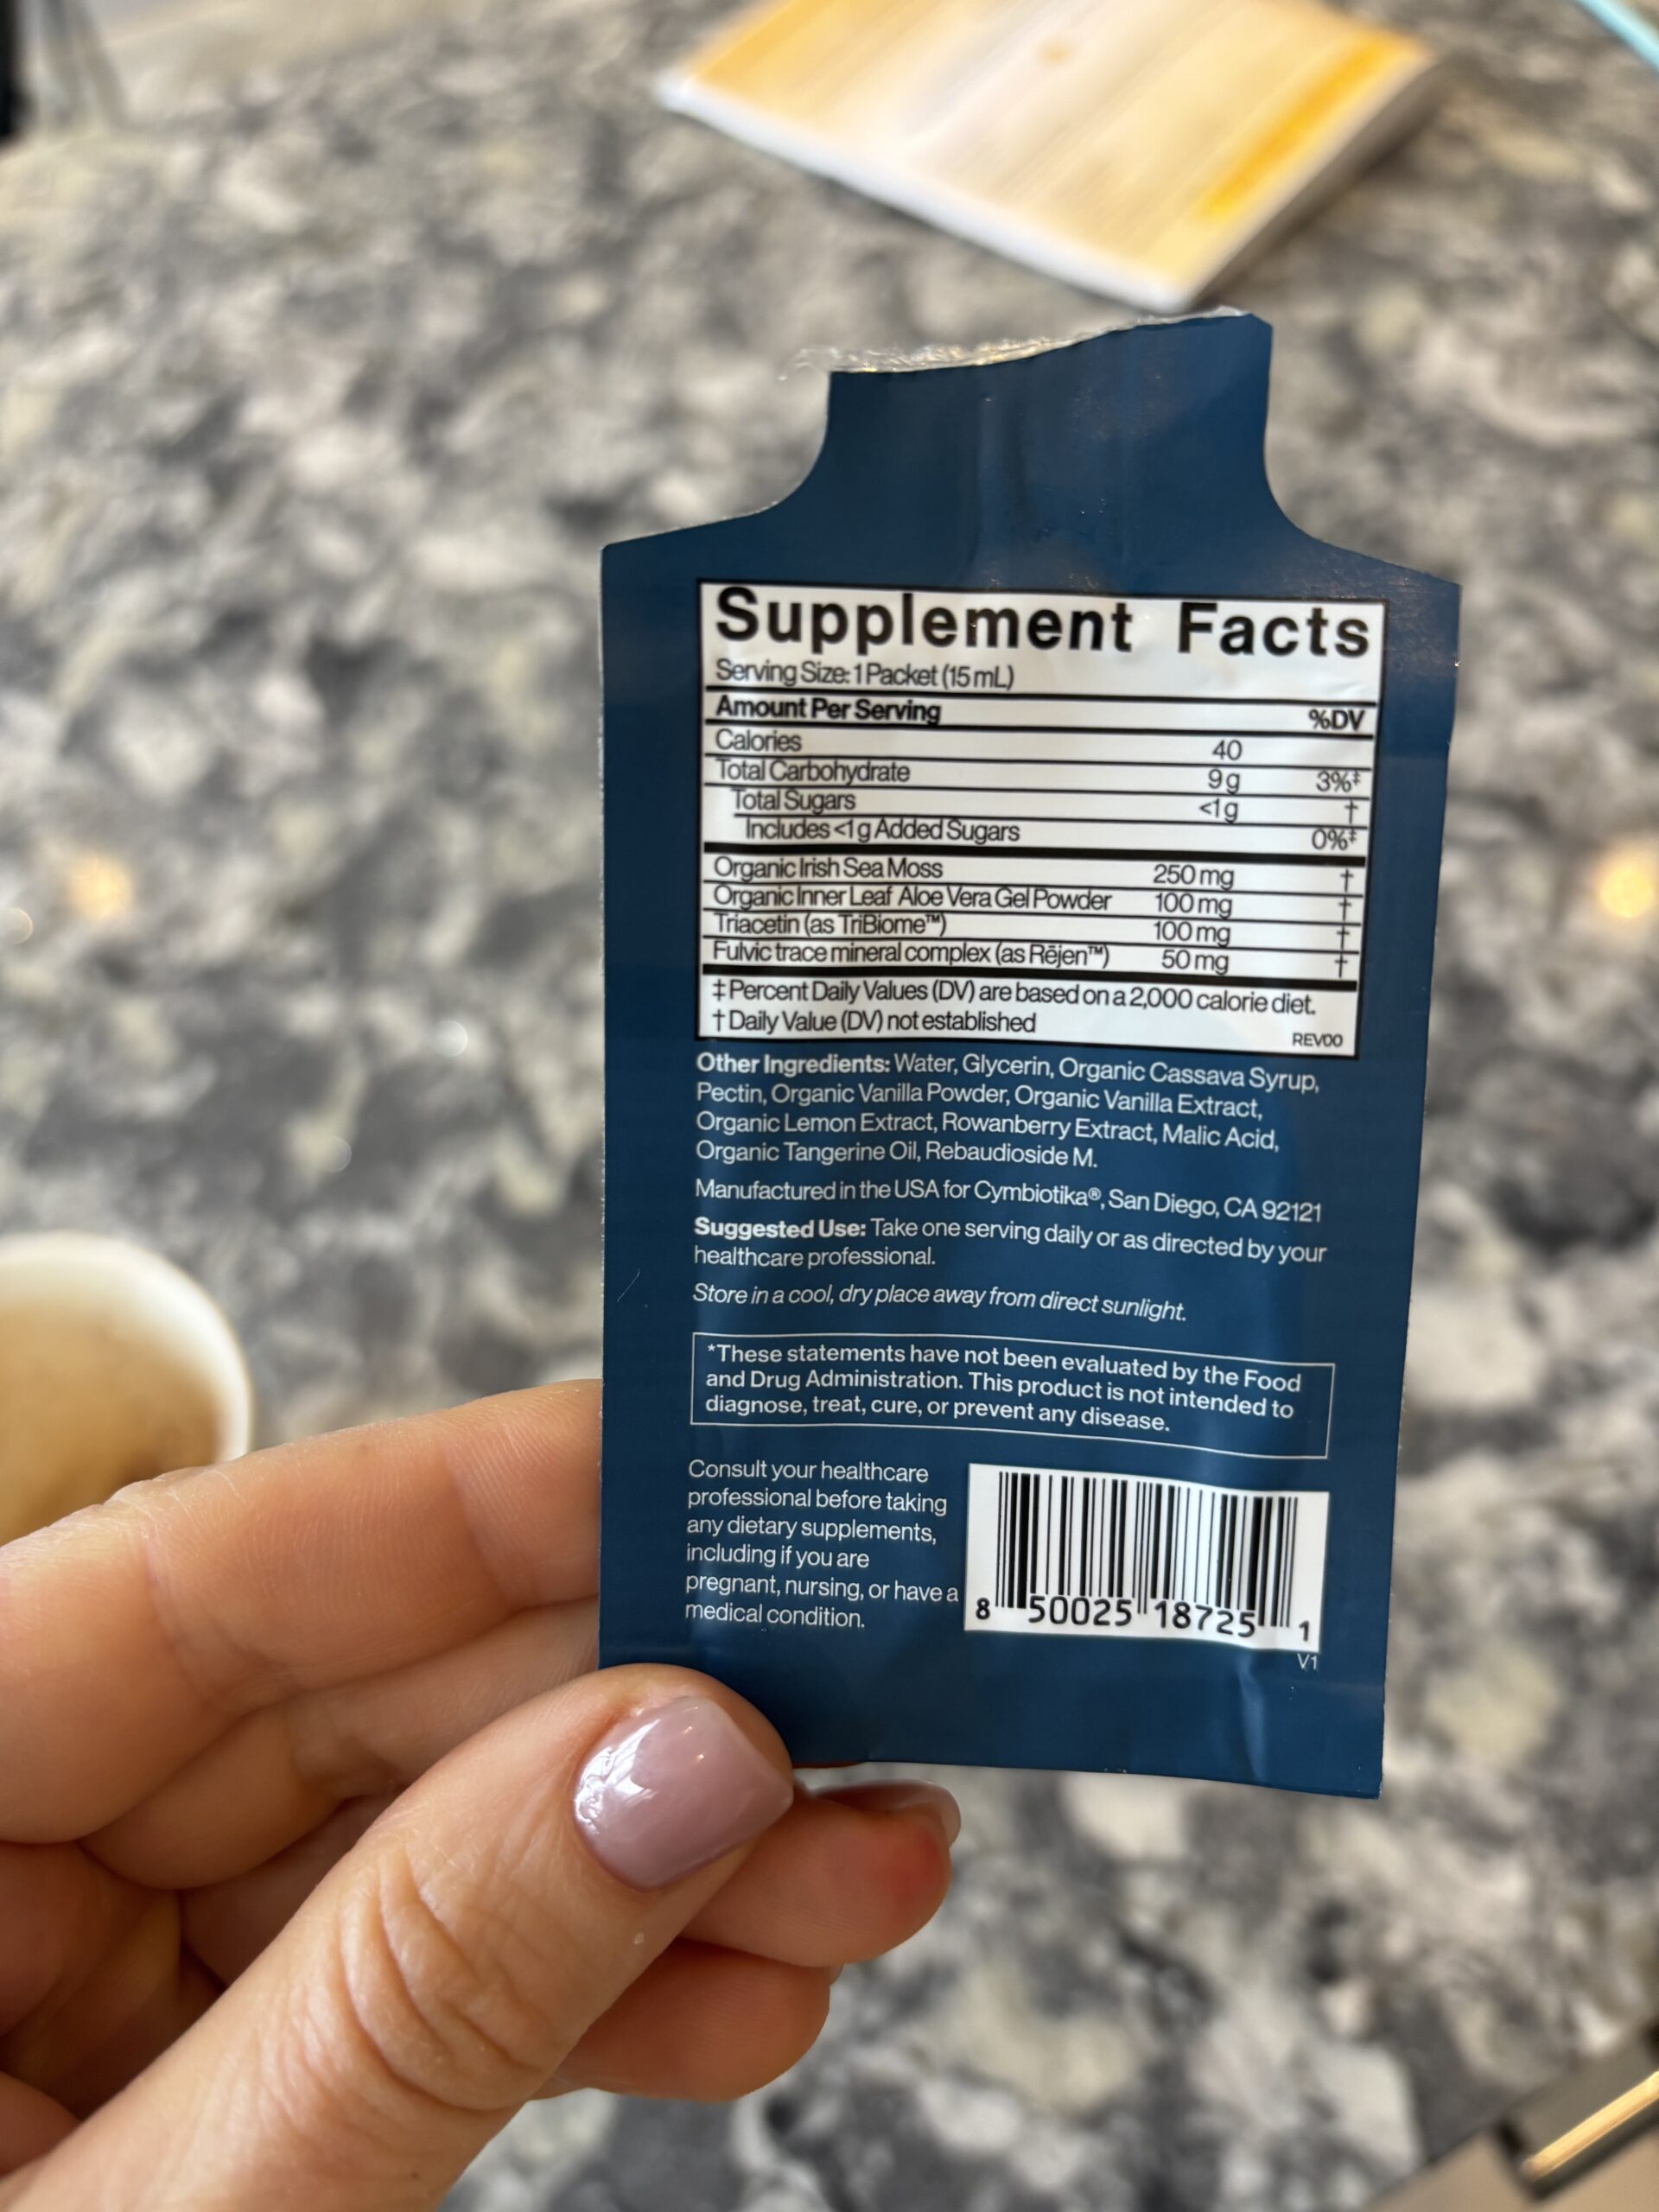 Supplement Facts
Serving Size: 1 Packet (15 mL)
Amount Per Serving %DV
Calories 40
Total Carbohydrate 9 g 3%‡
Total Sugars <1 g †
Includes <1 g Added Sugars 0%‡
Organic Irish Sea Moss 250 mg †
Organic Inner Leaf Aloe Vera Gel Powder 100 mg †
Triacetin (as TriBiome™) 100 mg †
Fulvic trace mineral complex (as Rējen™) 50 mg †
‡ Percent Daily Values (DV) are based on a 2,000 calorie diet.
† Daily Value (DV) not established
REV00
Other Ingredients: Water, Glycerin, Organic Cassava Syrup,
Pectin, Organic Vanilla Powder, Organic Vanilla Extract,
Organic Lemon Extract, Rowanberry Extract, Malic Acid,
Organic Tangerine Oil, Rebaudioside M.
Manufactured in the USA for Cymbiotika®, San Diego, CA 92121
Suggested Use: Take one serving daily or as directed by your
healthcare professional.
Store in a cool, dry place away from direct sunlight.
*These statements have not been evaluated by the Food
and Drug Administration. This product is not intended to
diagnose, treat, cure, or prevent any disease.
Consult your healthcare
professional before taking
any dietary supplements,
including if you are
pregnant, nursing, or have a
medical condition.
8 50025 18725 1
V1